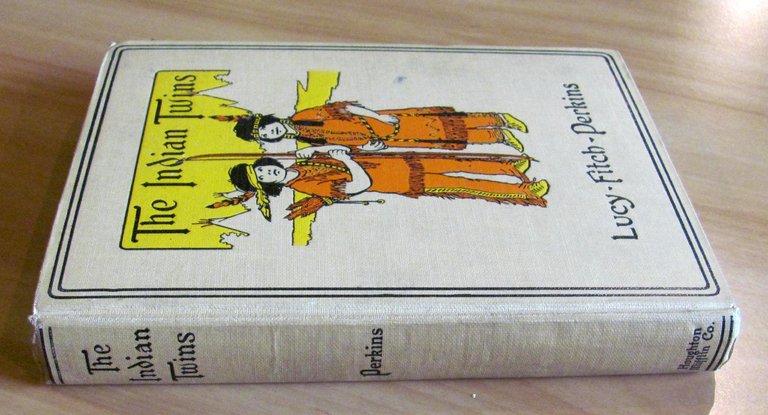 The Indian Twins
Lucy · Fitch · Perkins
The
Indian
Twins
Perkins
Houghton
Mifflin Co.